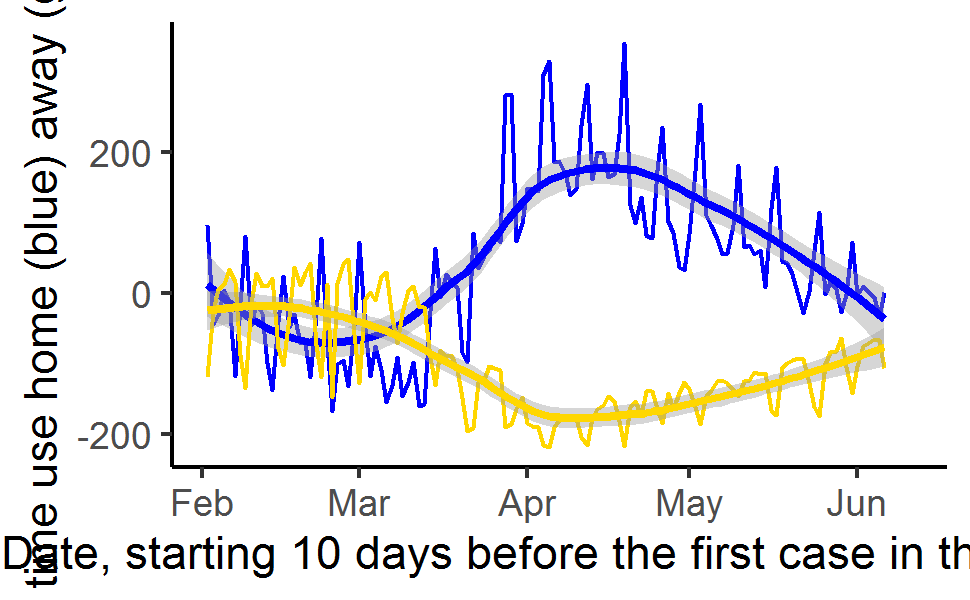 time use home (blue) away (
200
0
-200
Feb Mar Apr May Jun
Date, starting 10 days before the first case in th